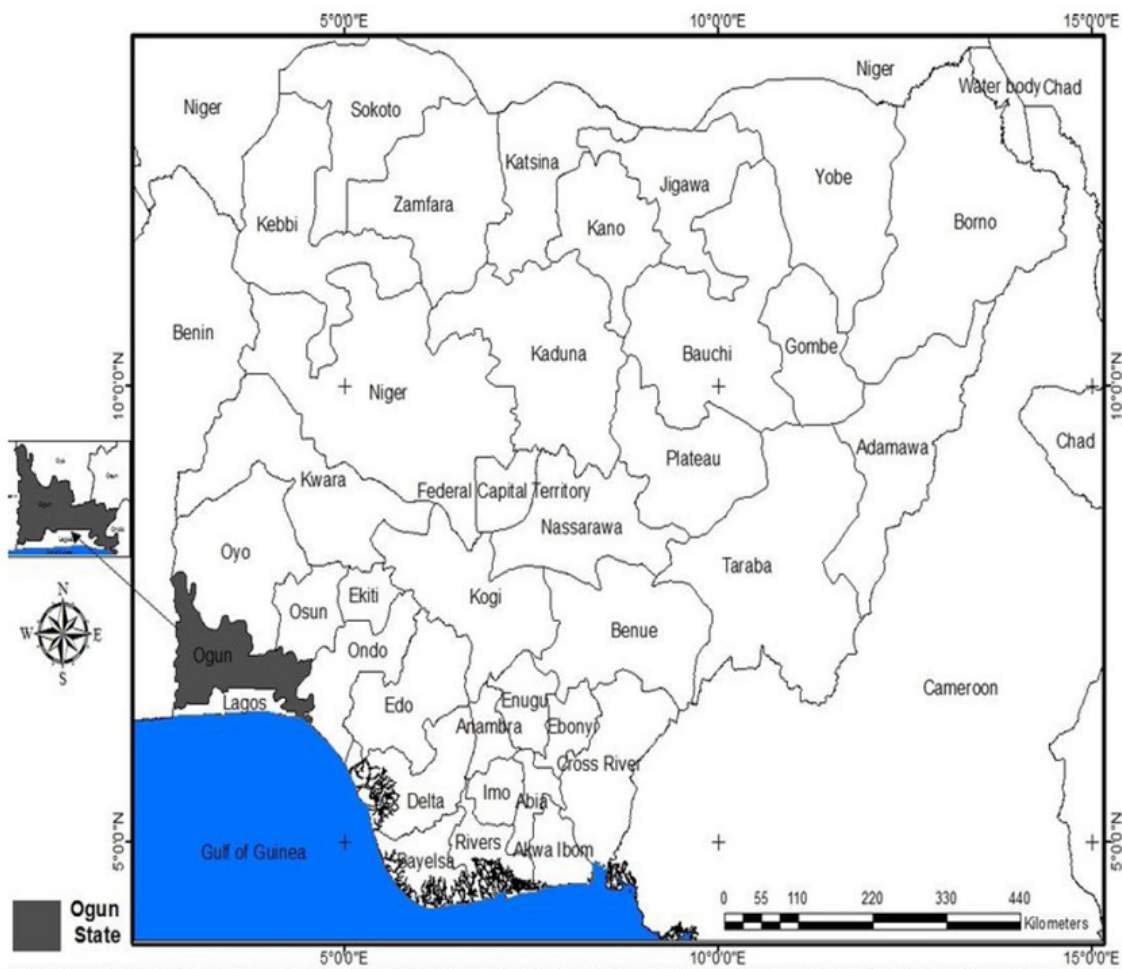 5°0'0"E 10°0'0"E 15°0'0"E
Niger
Water body Chad
Niger
Sokoto
Katsina
Jigawa
Yobe
Zamfara
Kebbi
Kano
Borno
Benin
Kaduna
Bauchi
Gombe
Niger
10°0'0"N
10°0'0"N
Adamawa
Chad
Plateau
Kwara
Federal Capital Territory
Nassarawa
Oyo
Taraba
Ekiti
Osun
Kogi
Benue
Ondo
Ogun
N
W E
S
Cameroon
Lagos
Edo
Enugu
Anambra
Ebonyi
Cross River
Imo
Abia
Delta
Rivers
Akwa Ibom
Bayelsa
Gulf of Guinea
5°0'0"N
5°0'0"N
0 55 110 220 330 440
Kilometers
Ogun
State
5°0'0"E 10°0'0"E 15°0'0"E